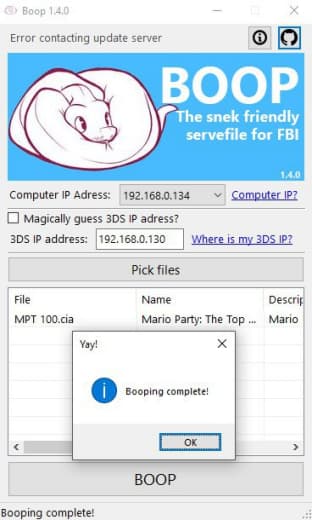 Boop 1.4.0
Error contacting update server
BOOP
The snek friendly
servefile for FBI
1.4.0
Computer IP Adress: 192.168.0.134 Computer IP?
Magically guess 3DS IP adress?
3DS IP address: 192.168.0.130 Where is my 3DS IP?
Pick files
File Name Descrip
MPT 100.cia Mario Party: The Top ... Mario
Yay!
Booping complete!
OK
BOOP
Booping complete!